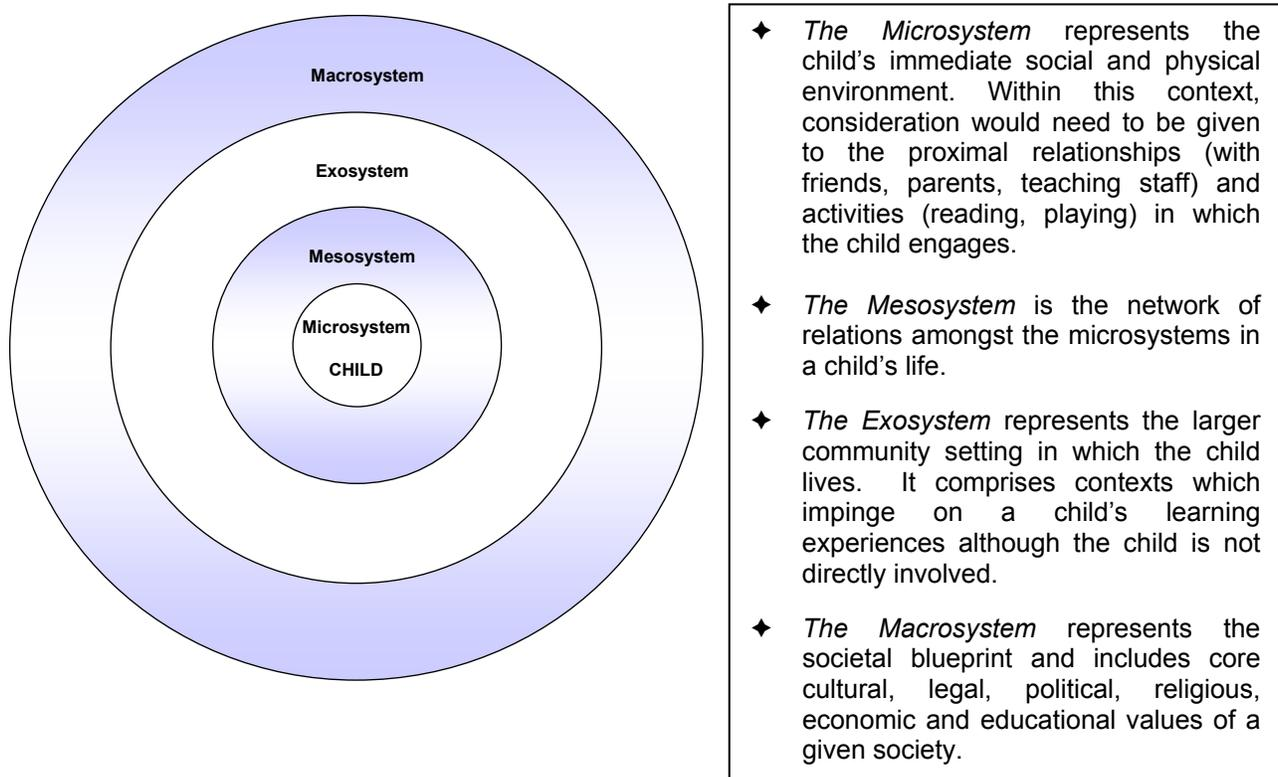 Macrosystem
Exosystem
Mesosystem
Microsystem
CHILD
✦ The Microsystem represents the
child’s immediate social and physical
environment. Within this context,
consideration would need to be given
to the proximal relationships (with
friends, parents, teaching staff) and
activities (reading, playing) in which
the child engages.
✦ The Mesosystem is the network of
relations amongst the microsystems in
a child’s life.
✦ The Exosystem represents the larger
community setting in which the child
lives. It comprises contexts which
impinge on a child’s learning
experiences although the child is not
directly involved.
✦ The Macrosystem represents the
societal blueprint and includes core
cultural, legal, political, religious,
economic and educational values of a
given society.